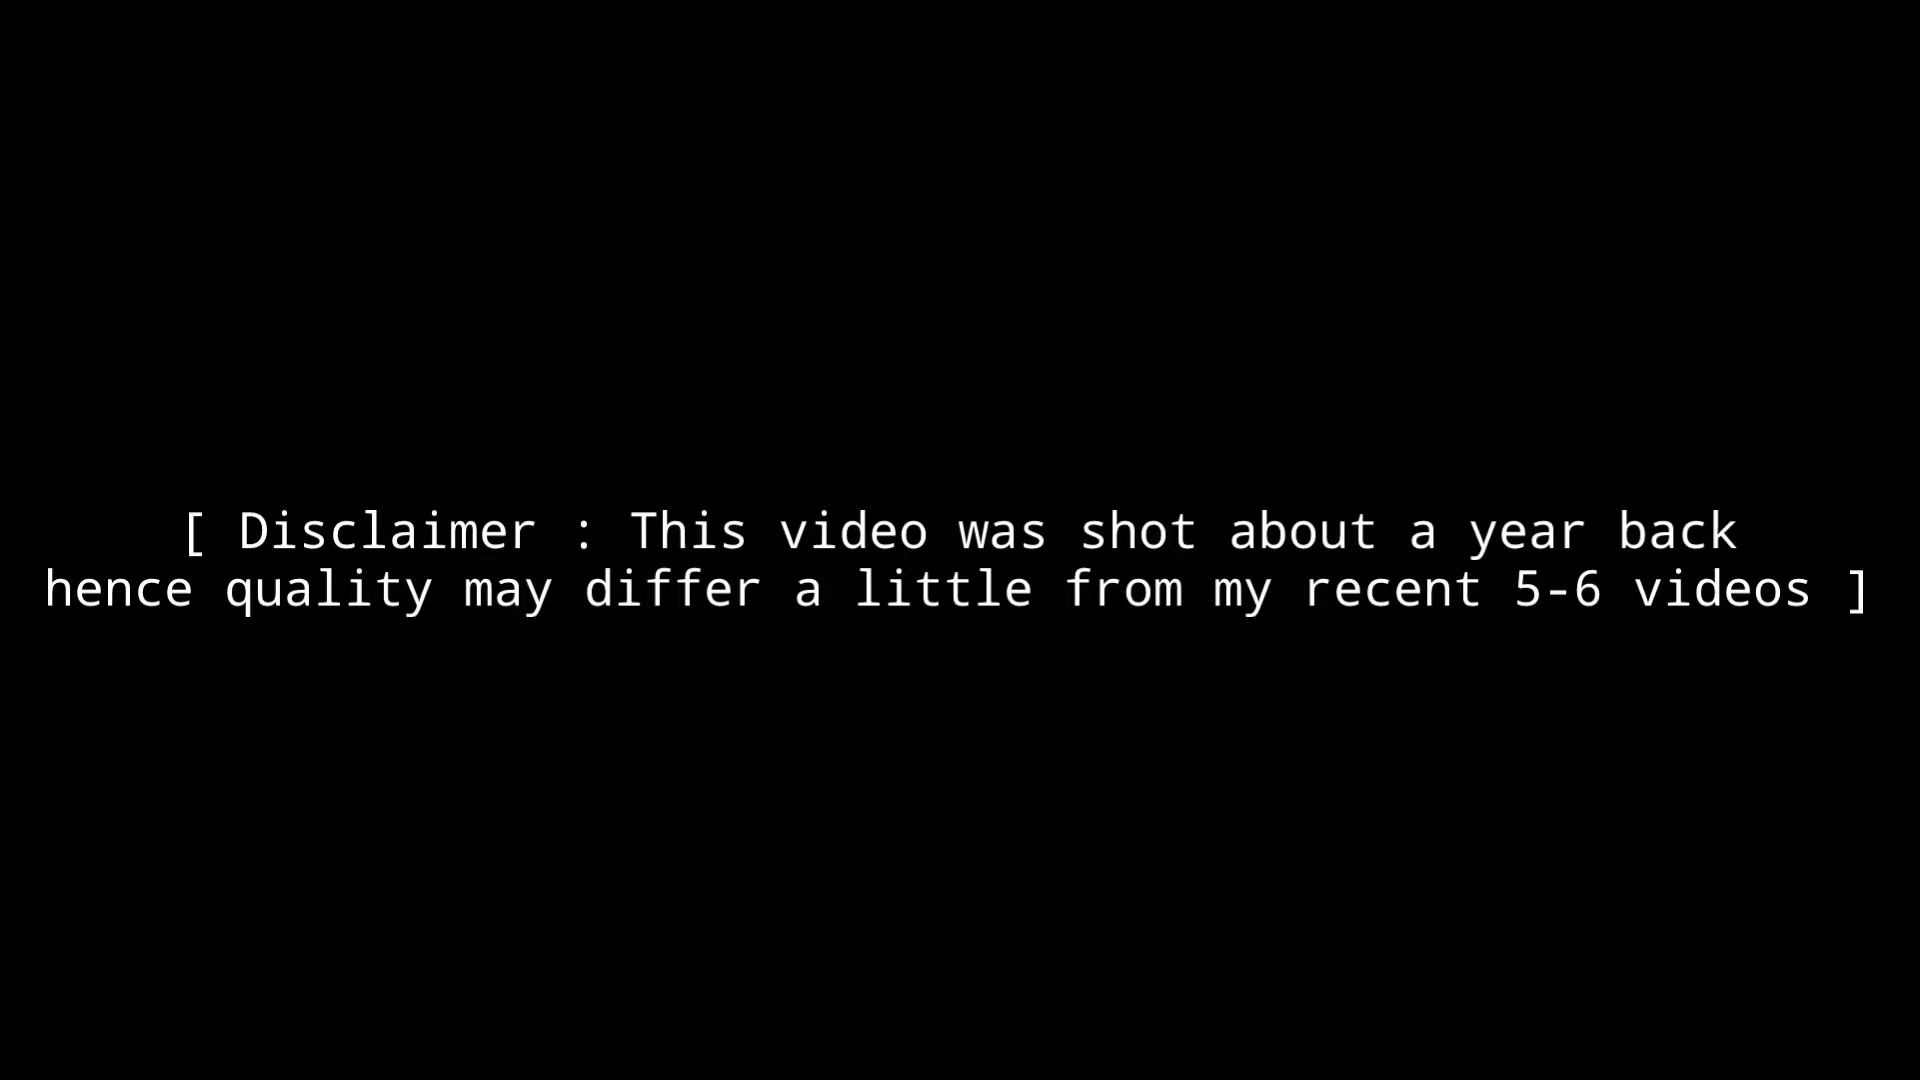 [ Disclaimer : This video was shot about a year back
hence quality may differ a little from my recent 5-6 videos ]